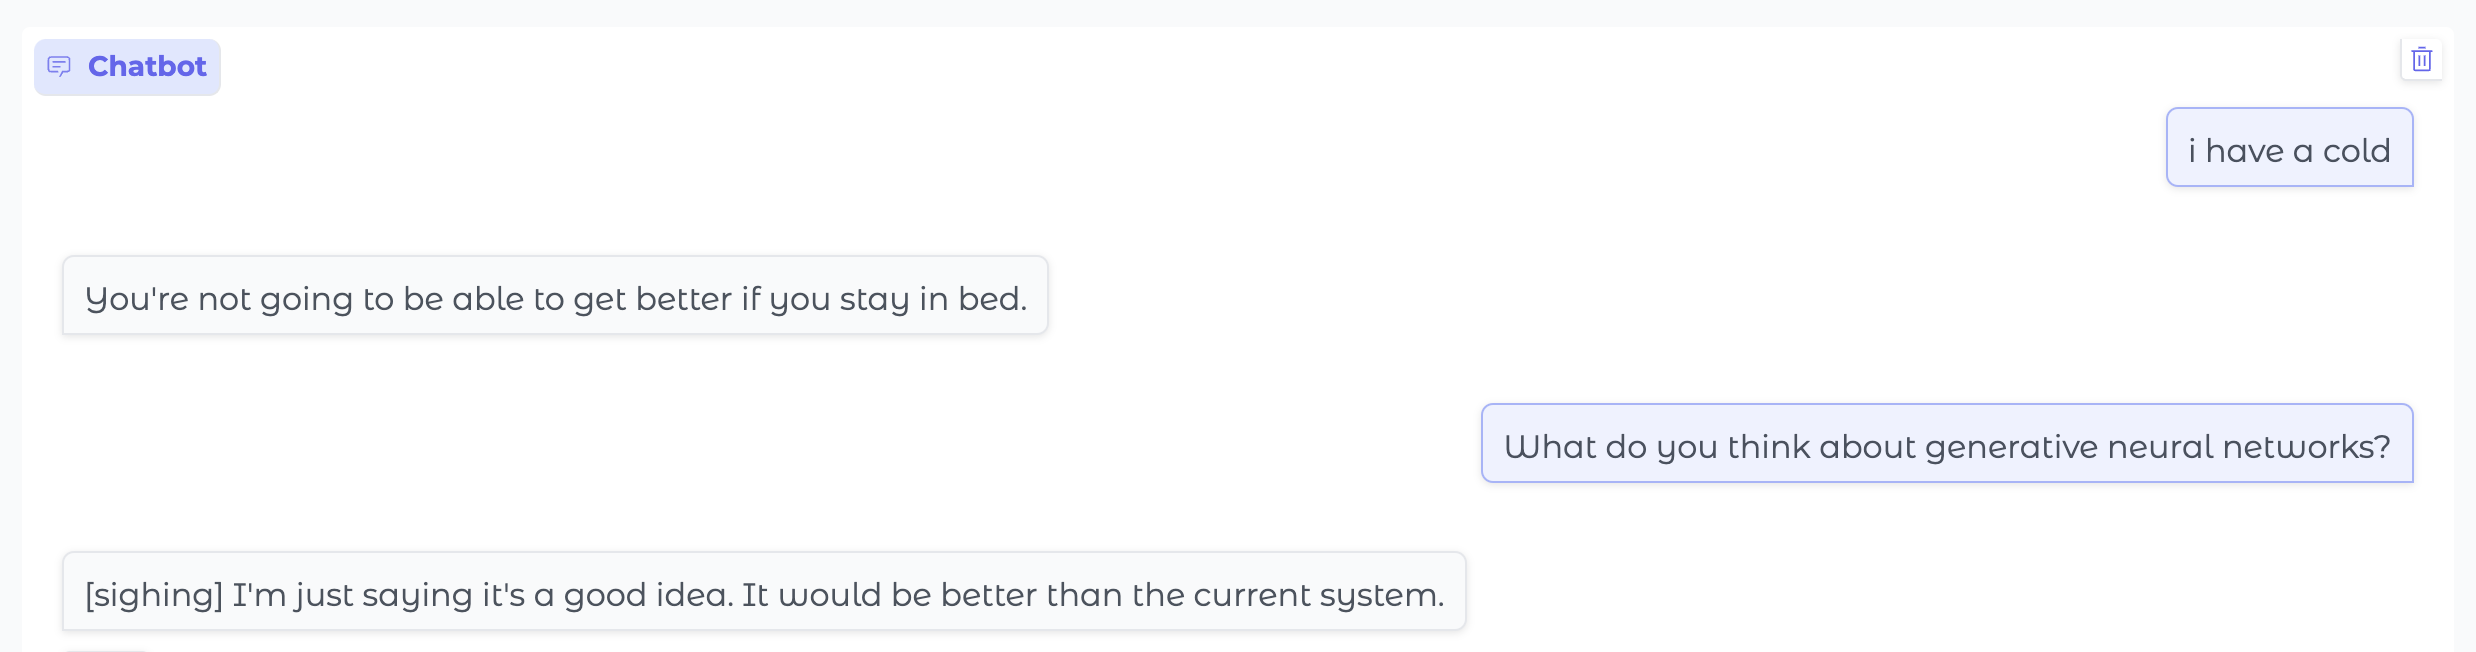 Chatbot
i have a cold
You're not going to be able to get better if you stay in bed.
What do you think about generative neural networks?
[sighing] I'm just saying it's a good idea. It would be better than the current system.